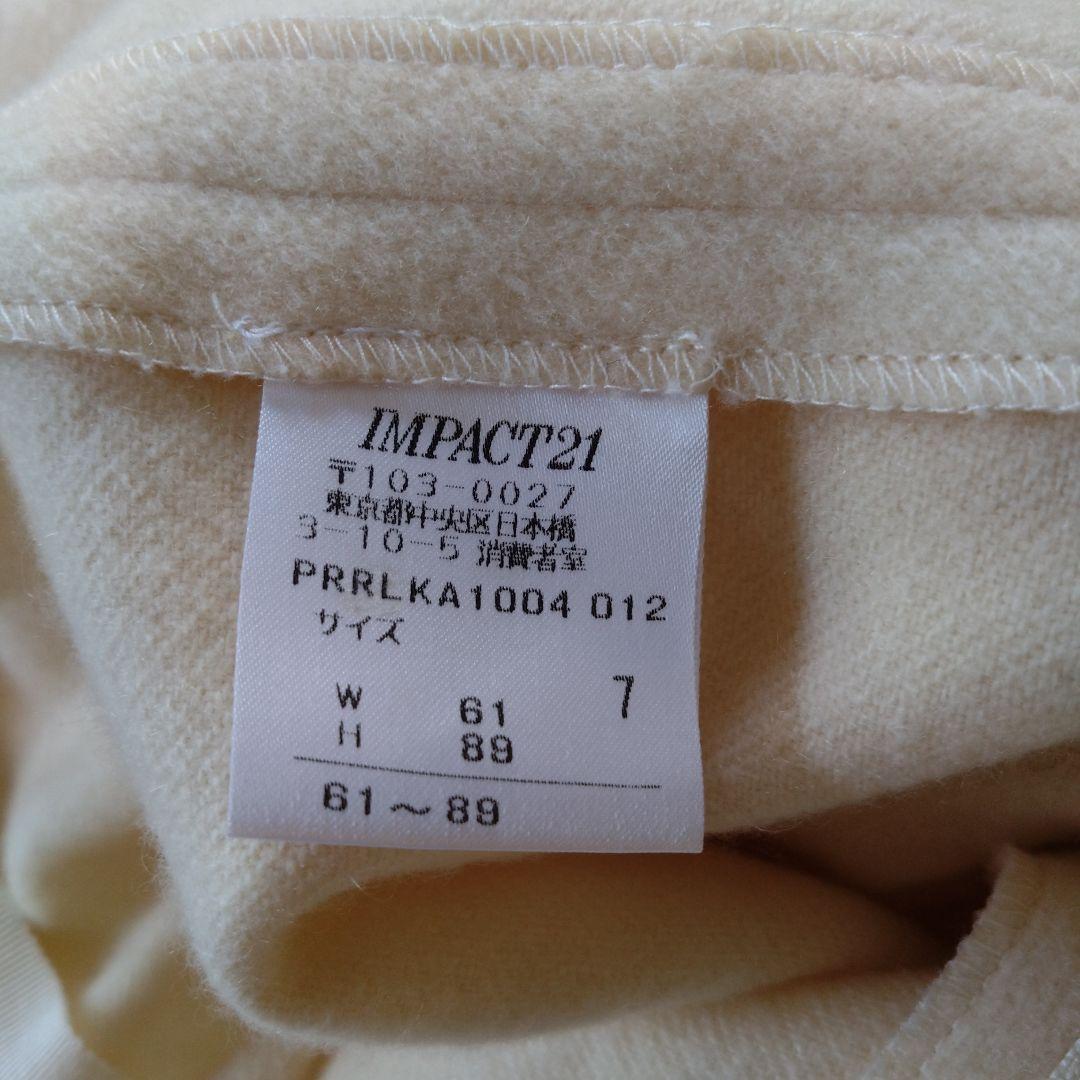 IMPACT21
〒103-0027
東京都中央区日本橋
3-10-5 消費者室
PRRLKA1004 012
サイズ
7
W 61
H 89
61～89